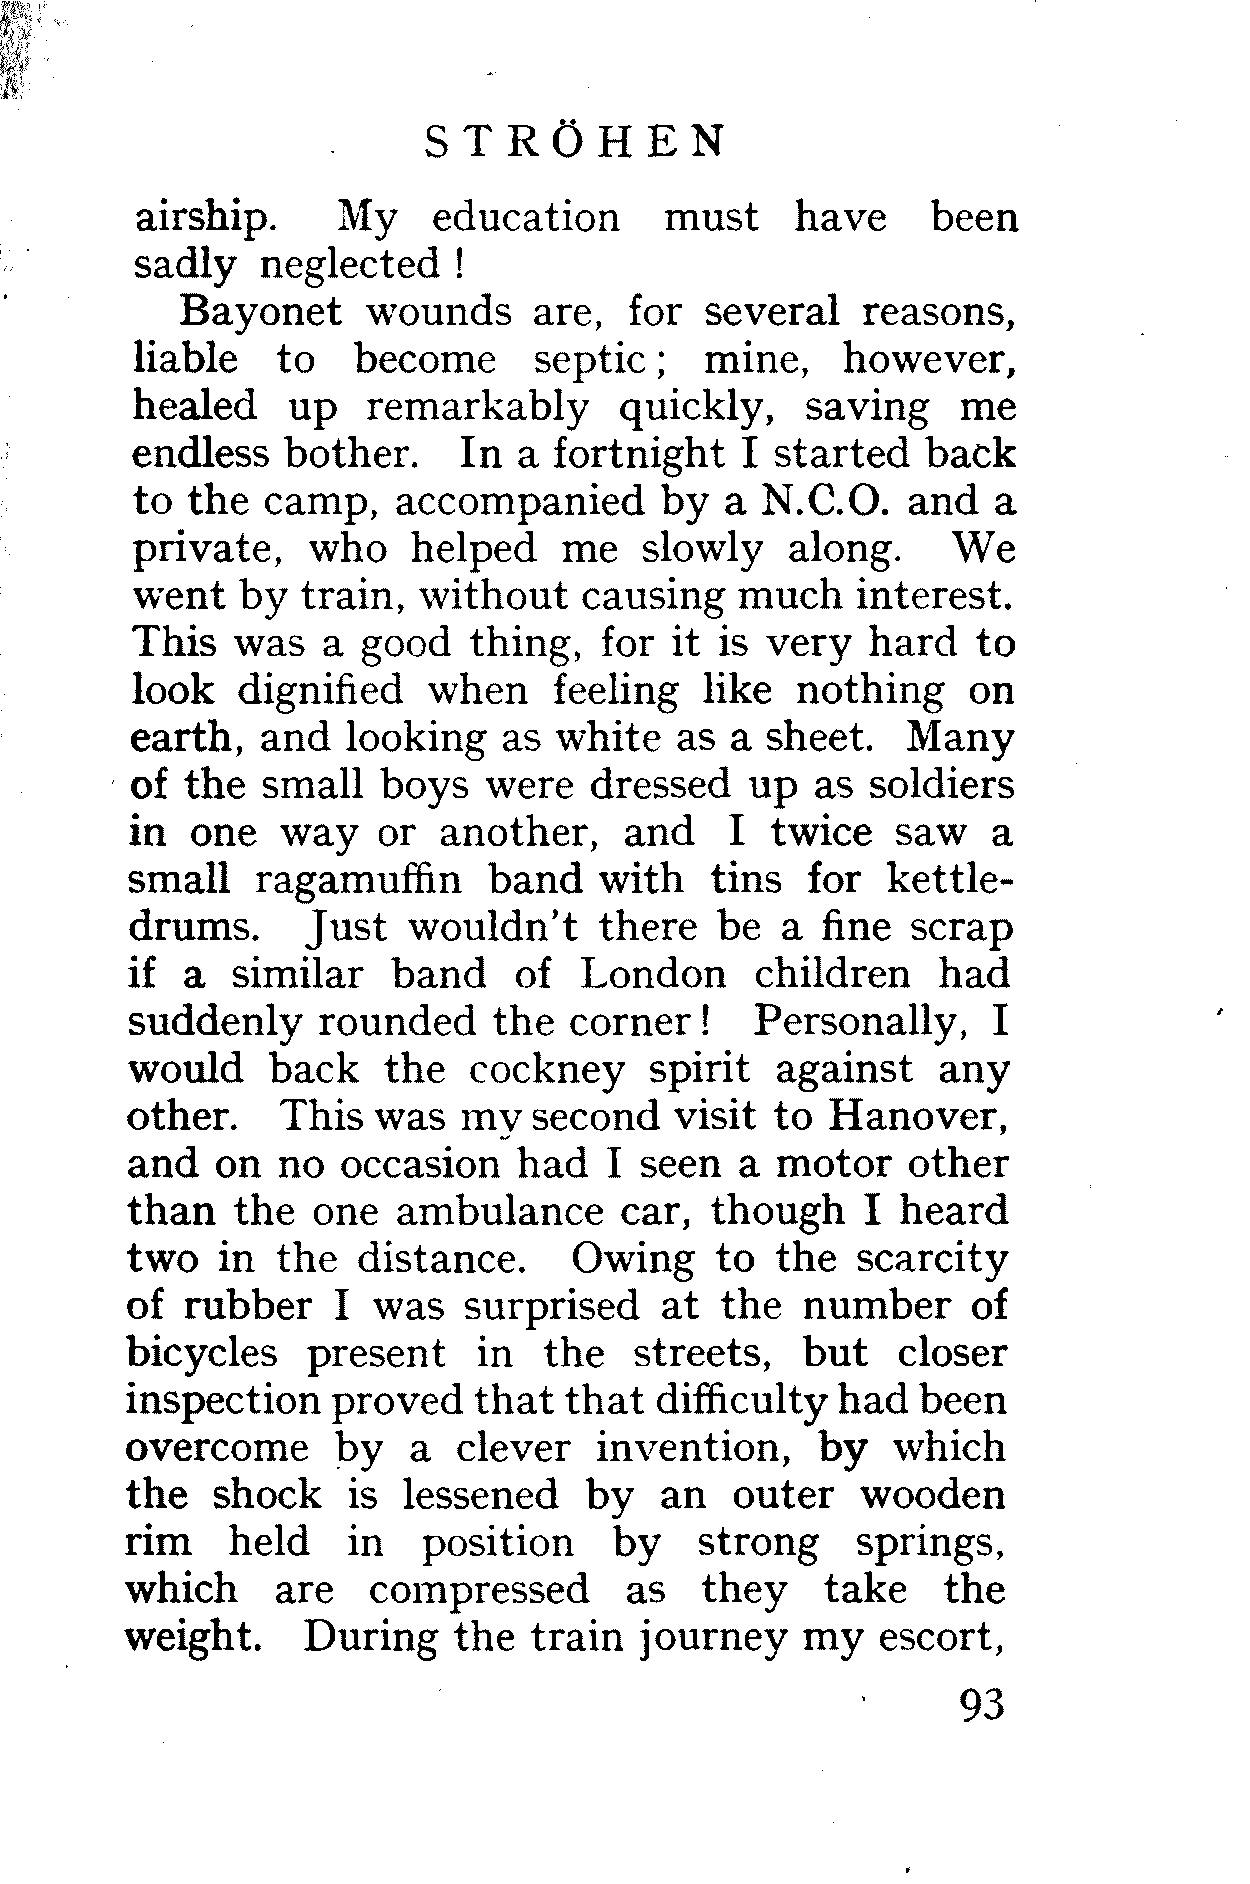 STRÖHEN
airship. My education must have been
sadly neglected !
Bayonet wounds are, for several reasons,
liable to become septic ; mine, however,
healed up remarkably quickly, saving me
endless bother. In a fortnight I started back
to the camp, accompanied by a N.C.O. and a
private, who helped me slowly along. We
went by train, without causing much interest.
This was a good thing, for it is very hard to
look dignified when feeling like nothing on
earth, and looking as white as a sheet. Many
of the small boys were dressed up as soldiers
in one way or another, and I twice saw a
small ragamuffin band with tins for kettle-
drums. Just wouldn't there be a fine scrap
if a similar band of London children had
suddenly rounded the corner ! Personally, I
would back the cockney spirit against any
other. This was my second visit to Hanover,
and on no occasion had I seen a motor other
than the one ambulance car, though I heard
two in the distance. Owing to the scarcity
of rubber I was surprised at the number of
bicycles present in the streets, but closer
inspection proved that that difficulty had been
overcome by a clever invention, by which
the shock is lessened by an outer wooden
rim held in position by strong springs,
which are compressed as they take the
weight. During the train journey my escort,
93